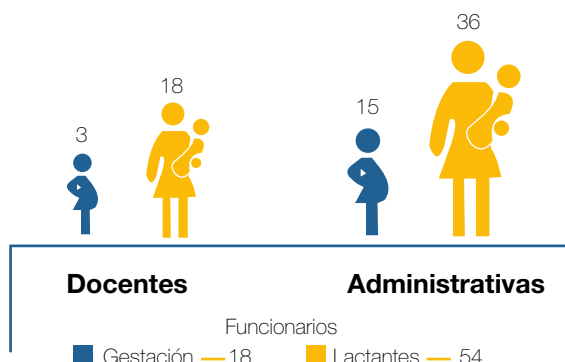 36
18
15
3
Docentes Administrativas
Funcionarios
Gestación — 18 Lactantes — 54